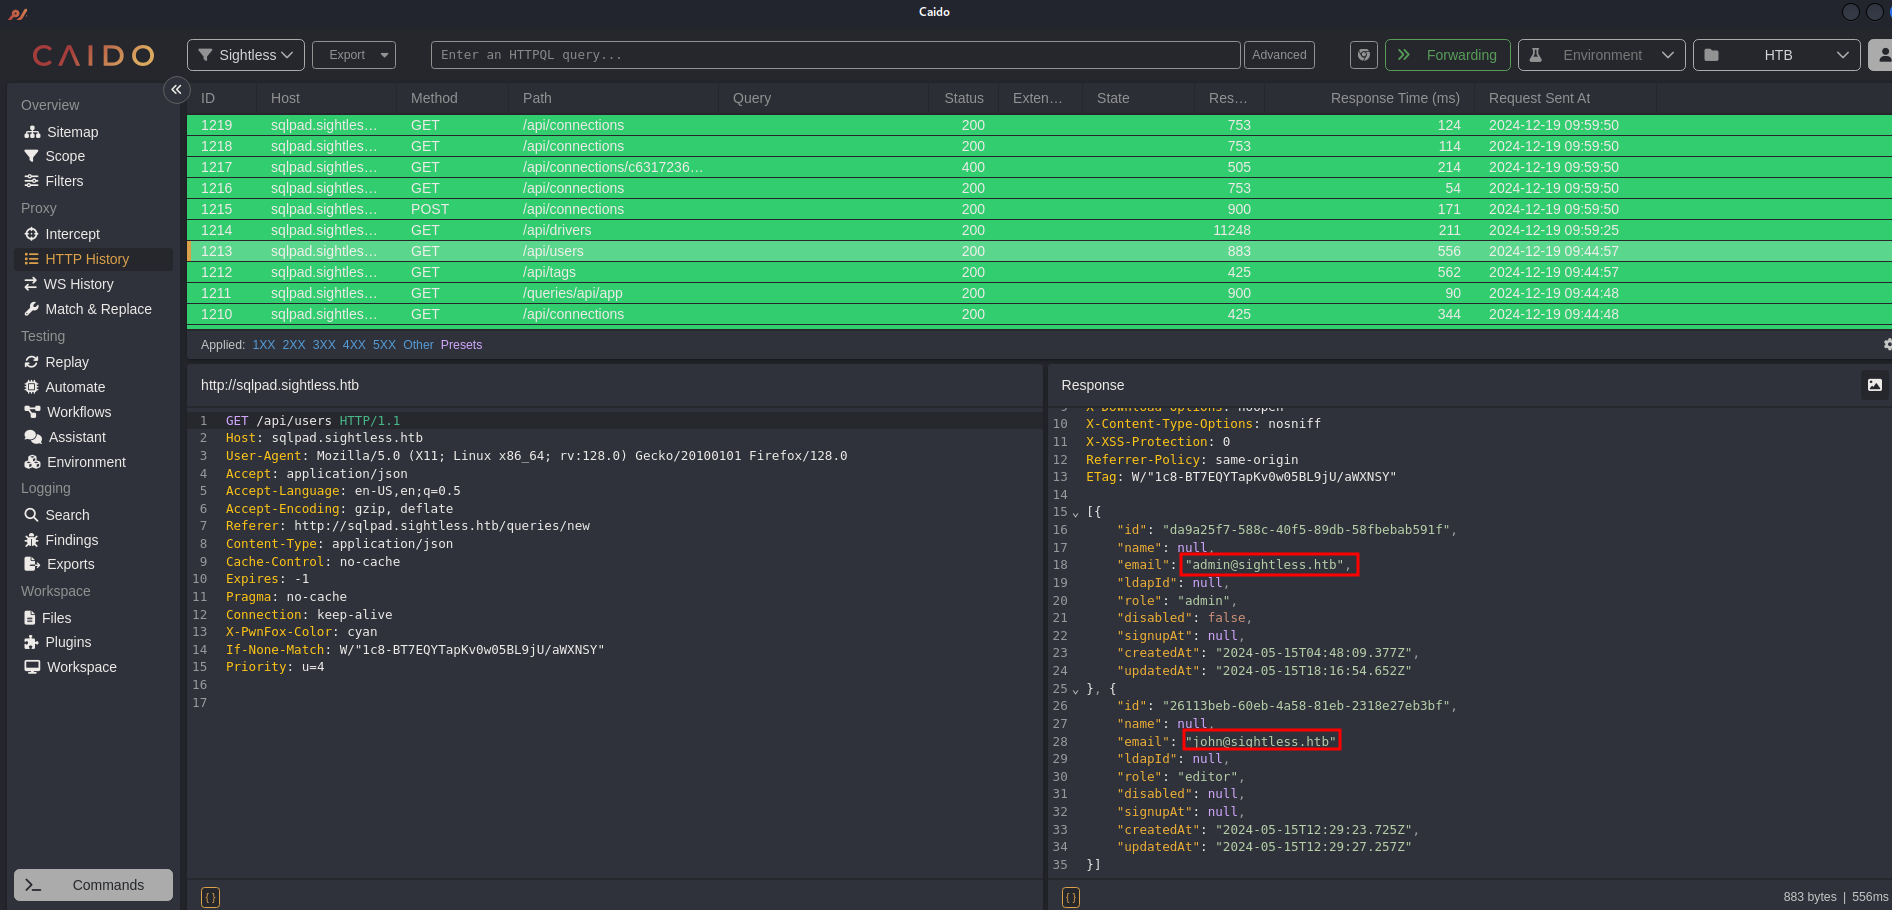 Caido
CAIDO
Sightless
Export
Enter an HTTPQL query...
Advanced
Forwarding
Environment
HTB
Overview
Sitemap
Scope
Filters
Proxy
Intercept
HTTP History
WS History
Match & Replace
Testing
Replay
Automate
Workflows
Assistant
Environment
Logging
Search
Findings
Exports
Workspace
Files
Plugins
Workspace
Commands
ID Host Method Path Query Status Exten... State Res... Response Time (ms) Request Sent At
1219 sqlpad.sightles... GET /api/connections 200 753 124 2024-12-19 09:59:50
1218 sqlpad.sightles... GET /api/connections 200 753 114 2024-12-19 09:59:50
1217 sqlpad.sightles... GET /api/connections/c6317236... 400 505 214 2024-12-19 09:59:50
1216 sqlpad.sightles... GET /api/connections 200 753 54 2024-12-19 09:59:50
1215 sqlpad.sightles... POST /api/connections 200 900 171 2024-12-19 09:59:50
1214 sqlpad.sightles... GET /api/drivers 200 11248 211 2024-12-19 09:59:25
1213 sqlpad.sightles... GET /api/users 200 883 556 2024-12-19 09:44:57
1212 sqlpad.sightles... GET /api/tags 200 425 562 2024-12-19 09:44:57
1211 sqlpad.sightles... GET /queries/api/app 200 900 90 2024-12-19 09:44:48
1210 sqlpad.sightles... GET /api/connections 200 425 344 2024-12-19 09:44:48
Applied: 1XX 2XX 3XX 4XX 5XX Other Presets
http://sqlpad.sightless.htb
1 GET /api/users HTTP/1.1
2 Host: sqlpad.sightless.htb
3 User-Agent: Mozilla/5.0 (X11; Linux x86_64; rv:128.0) Gecko/20100101 Firefox/128.0
4 Accept: application/json
5 Accept-Language: en-US,en;q=0.5
6 Accept-Encoding: gzip, deflate
7 Referer: http://sqlpad.sightless.htb/queries/new
8 Content-Type: application/json
9 Cache-Control: no-cache
10 Expires: -1
11 Pragma: no-cache
12 Connection: keep-alive
13 X-PwnFox-Color: cyan
14 If-None-Match: W/"1c8-BT7EQYTapKv0w05BL9jU/aWXNSY"
15 Priority: u=4
16
17
{}
Response
9 X-Download-Options: noopen
10 X-Content-Type-Options: nosniff
11 X-XSS-Protection: 0
12 Referrer-Policy: same-origin
13 ETag: W/"1c8-BT7EQYTapKv0w05BL9jU/aWXNSY"
14
15 [{
16 "id": "da9a25f7-588c-40f5-89db-58fbebab591f",
17 "name": null,
18 "email": "admin@sightless.htb",
19 "ldapId": null,
20 "role": "admin",
21 "disabled": false,
22 "signupAt": null,
23 "createdAt": "2024-05-15T04:48:09.377Z",
24 "updatedAt": "2024-05-15T18:16:54.652Z"
25 }, {
26 "id": "26113beb-60eb-4a58-81eb-2318e27eb3bf",
27 "name": null,
28 "email": "john@sightless.htb"
29 "ldapId": null,
30 "role": "editor",
31 "disabled": null,
32 "signupAt": null,
33 "createdAt": "2024-05-15T12:29:23.725Z",
34 "updatedAt": "2024-05-15T12:29:27.257Z"
35 }]
{}
883 bytes | 556ms